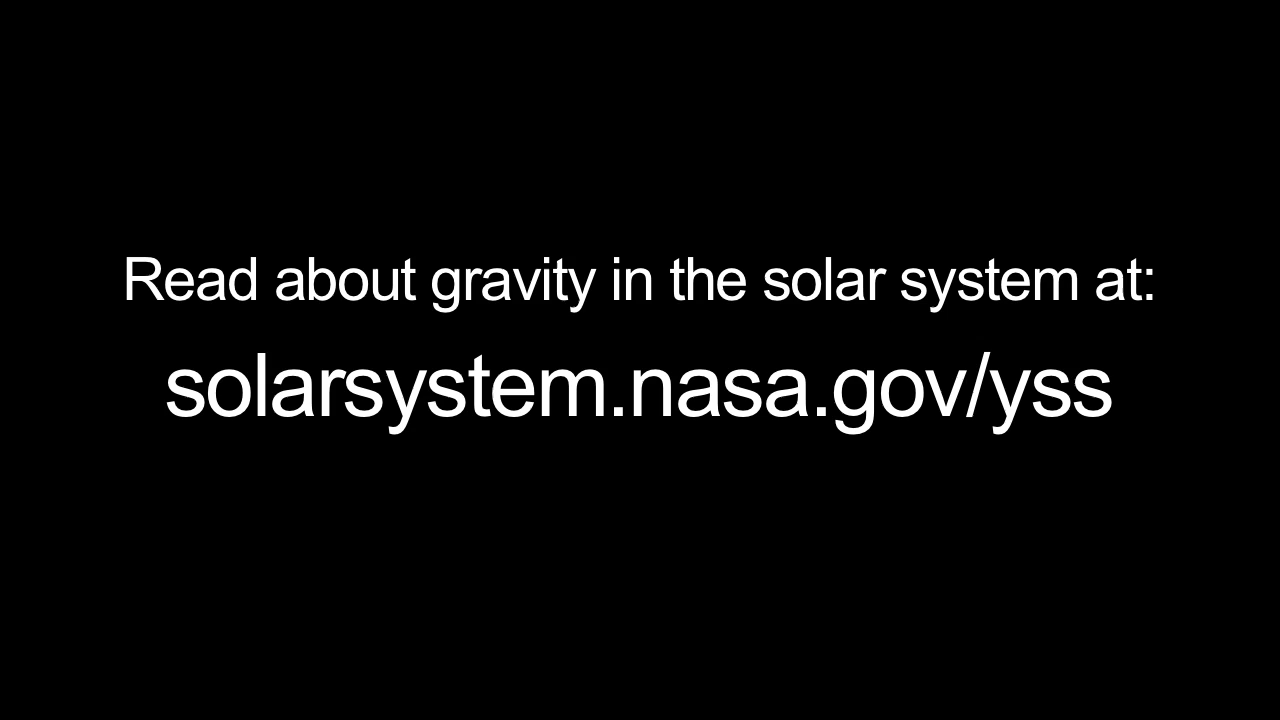 Read about gravity in the solar system at:
solarsystem.nasa.gov/yss